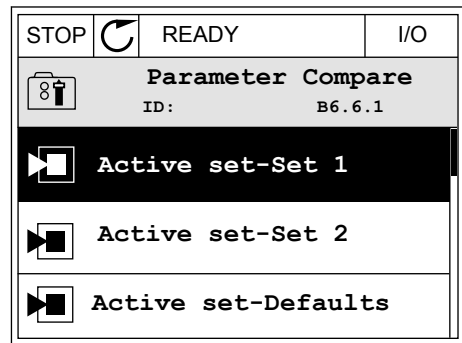 STOP READY I/O
Parameter Compare
ID: B6.6.1
Active set-Set 1
Active set-Set 2
Active set-Defaults